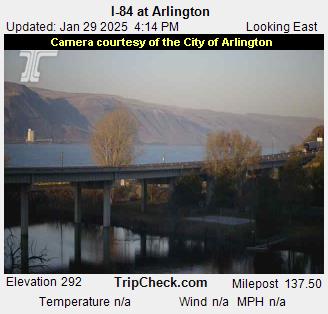 I-84 at Arlington
Updated: Jan 29 2025 4:14 PM Looking East
Camera courtesy of the City of Arlington
Elevation 292 TripCheck.com Milepost 137.50
Temperature n/a Wind n/a MPH n/a